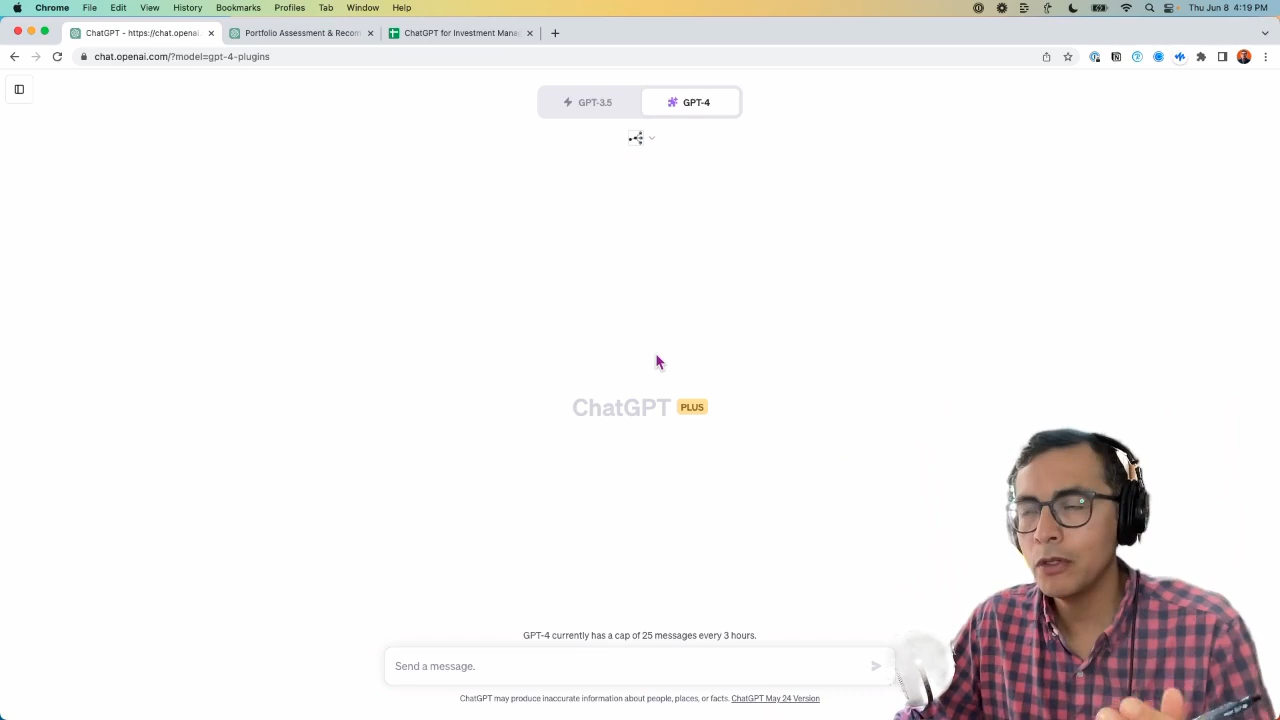 Chrome File Edit View History Bookmarks Profiles Tab Window Help Thu Jun 8 4:19 PM
ChatGPT - https://chat.openai. Portfolio Assessment & Recom ChatGPT for Investment Mana
chat.openai.com/?model=gpt-4-plugins
GPT-3.5 GPT-4
ChatGPT PLUS
GPT-4 currently has a cap of 25 messages every 3 hours.
Send a message.
ChatGPT may produce inaccurate information about people, places, or facts. ChatGPT May 24 Version